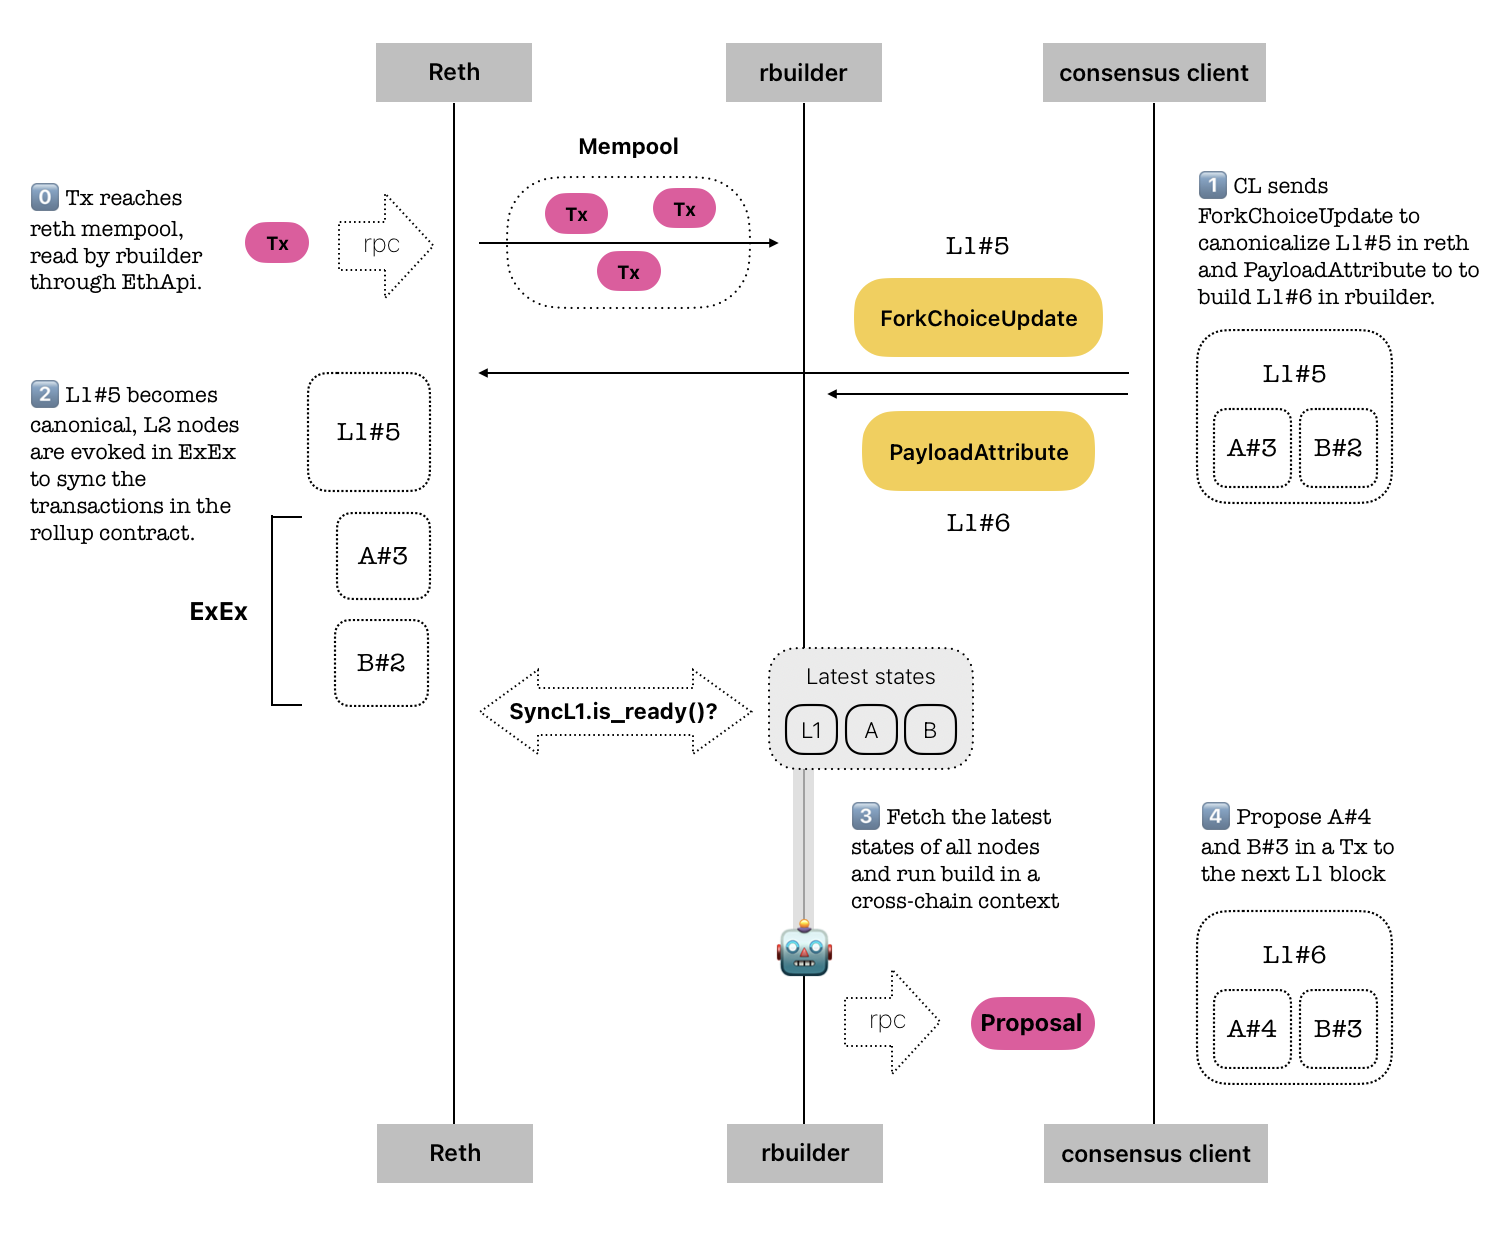 Reth
rbuilder
consensus client
Mempool
0 Tx reaches
reth mempool,
read by rbuilder
through EthApi.
Tx
rpc
Tx
Tx
Tx
1 CL sends
ForkChoiceUpdate to
canonicalize L1#5 in reth
and PayloadAttribute to to
build L1#6 in rbuilder.
L1#5
ForkChoiceUpdate
PayloadAttribute
L1#6
L1#5
A#3
B#2
2 L1#5 becomes
canonical, L2 nodes
are evoked in ExEx
to sync the
transactions in the
rollup contract.
L1#5
A#3
B#2
ExEx
SyncL1.is_ready()?
Latest states
L1
A
B
3 Fetch the latest
states of all nodes
and run build in a
cross-chain context
rpc
Proposal
4 Propose A#4
and B#3 in a Tx to
the next L1 block
L1#6
A#4
B#3
Reth
rbuilder
consensus client